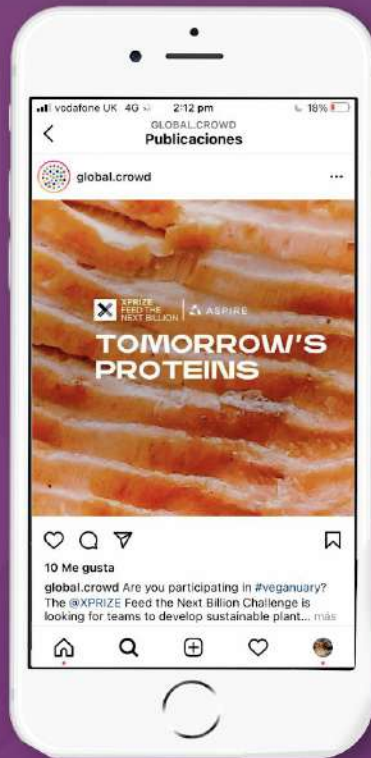 vodafone UK 4G 2:12 pm 18%
GLOBAL.CROWD
Publicaciones
global.crowd
XPRIZE
FEED THE
NEXT BILLION
ASPIRE
TOMORROW'S
PROTEINS
10 Me gusta
global.crowd Are you participating in #veganuary?
The @XPRIZE Feed the Next Billion Challenge is
looking for teams to develop sustainable plant... más